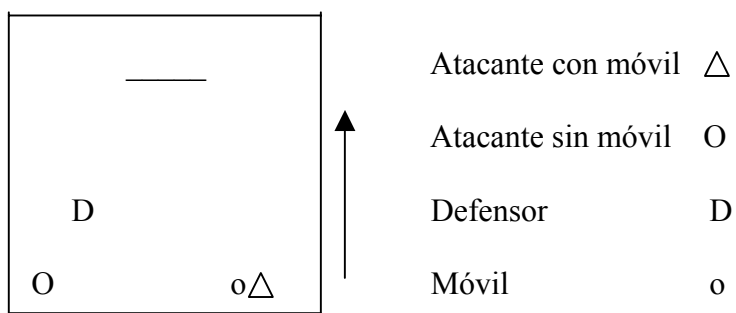 Atacante con móvil △
Atacante sin móvil O
D
Defensor D
O
o△
Móvil o